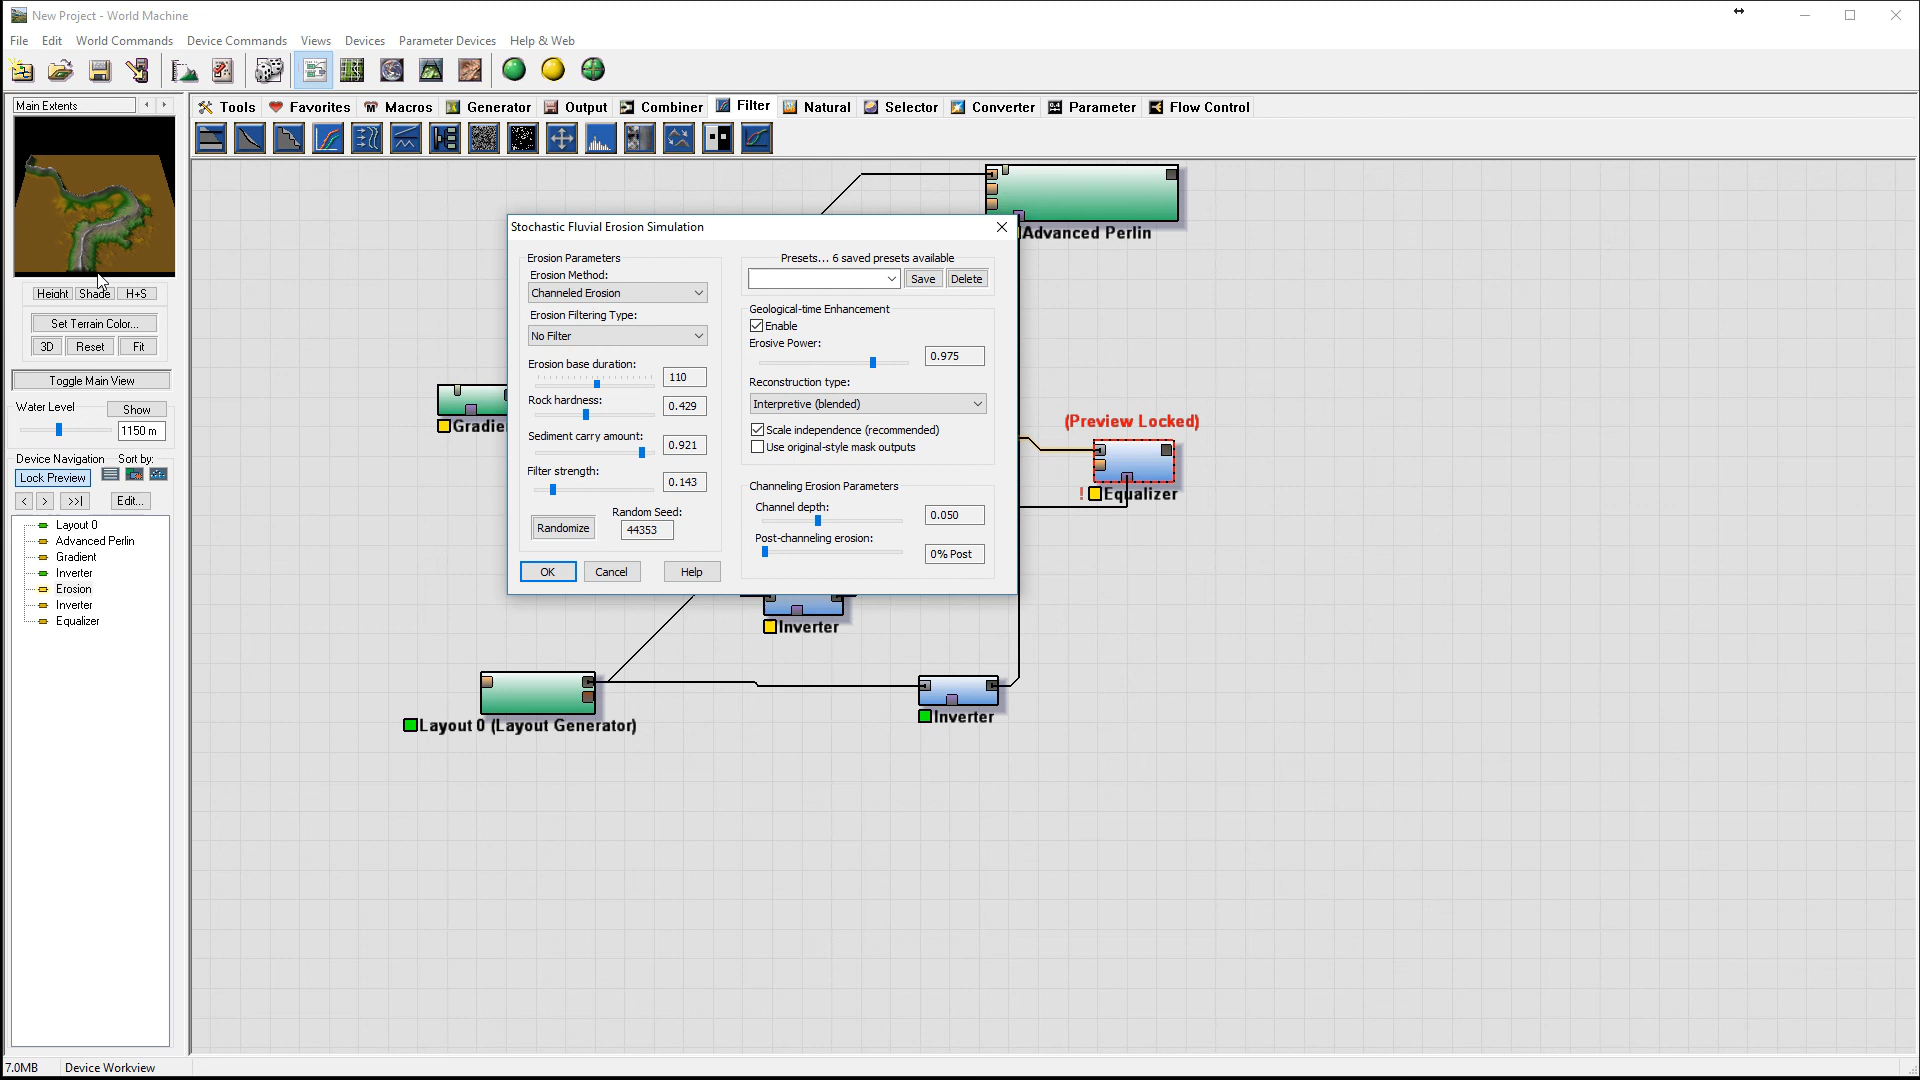 New Project - World Machine
File Edit World Commands Device Commands Views Devices Parameter Devices Help & Web
Main Extents
Tools Favorites Macros Generator Output Combiner Filter Natural Selector Converter Parameter Flow Control
Height Shade H+S
Set Terrain Color...
3D Reset Fit
Toggle Main View
Water Level Show
1150 m
Device Navigation Sort by:
Lock Preview
< > >>| Edit...
Layout 0
Advanced Perlin
Gradient
Inverter
Erosion
Inverter
Equalizer
Advanced Perlin
Stochastic Fluvial Erosion Simulation
Erosion Parameters
Erosion Method:
Channeled Erosion
Erosion Filtering Type:
No Filter
Erosion base duration:
110
Rock hardness:
0.429
Sediment carry amount:
0.921
Filter strength:
0.143
Randomize
Random Seed:
44353
OK Cancel Help
Presets... 6 saved presets available
Save Delete
Geological-time Enhancement
Enable
Erosive Power:
0.975
Reconstruction type:
Interpretive (blended)
Scale independence (recommended)
Use original-style mask outputs
Channeling Erosion Parameters
Channel depth:
0.050
Post-channeling erosion:
0% Post
Gradie
(Preview Locked)
! Equalizer
Inverter
Layout 0 (Layout Generator)
Inverter
7.0MB Device Workview